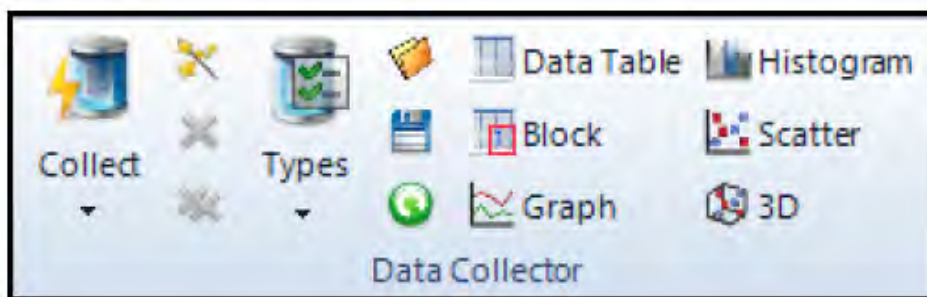 Data Table Histogram
Block Scatter
Collect Types
Graph 3D
Data Collector